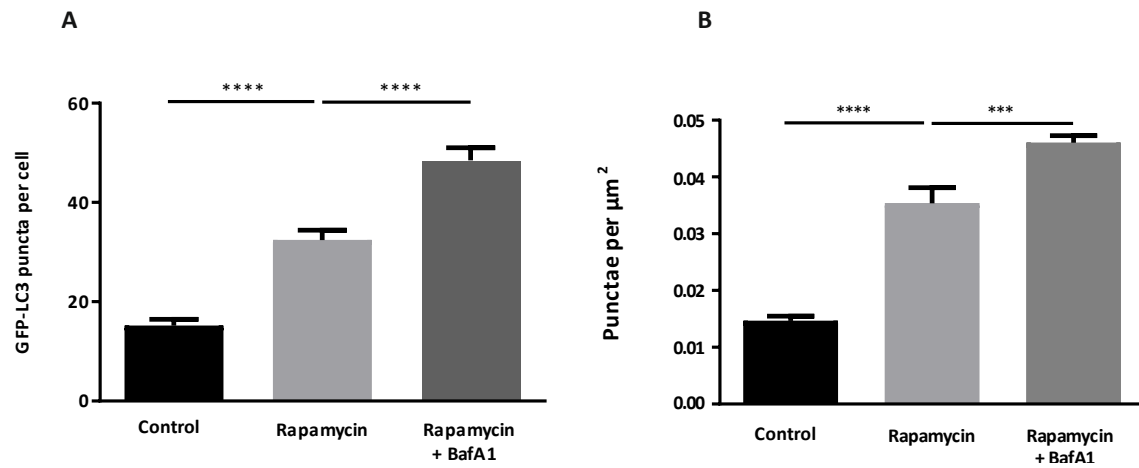 A
B
**** ****
**** ***
GFP-LC3 puncta per cell
60
40
20
0
Control
Rapamycin
Rapamycin
+ BafA1
Punctae per µm²
0.05
0.04
0.03
0.02
0.01
0.00
Control
Rapamycin
Rapamycin
+ BafA1